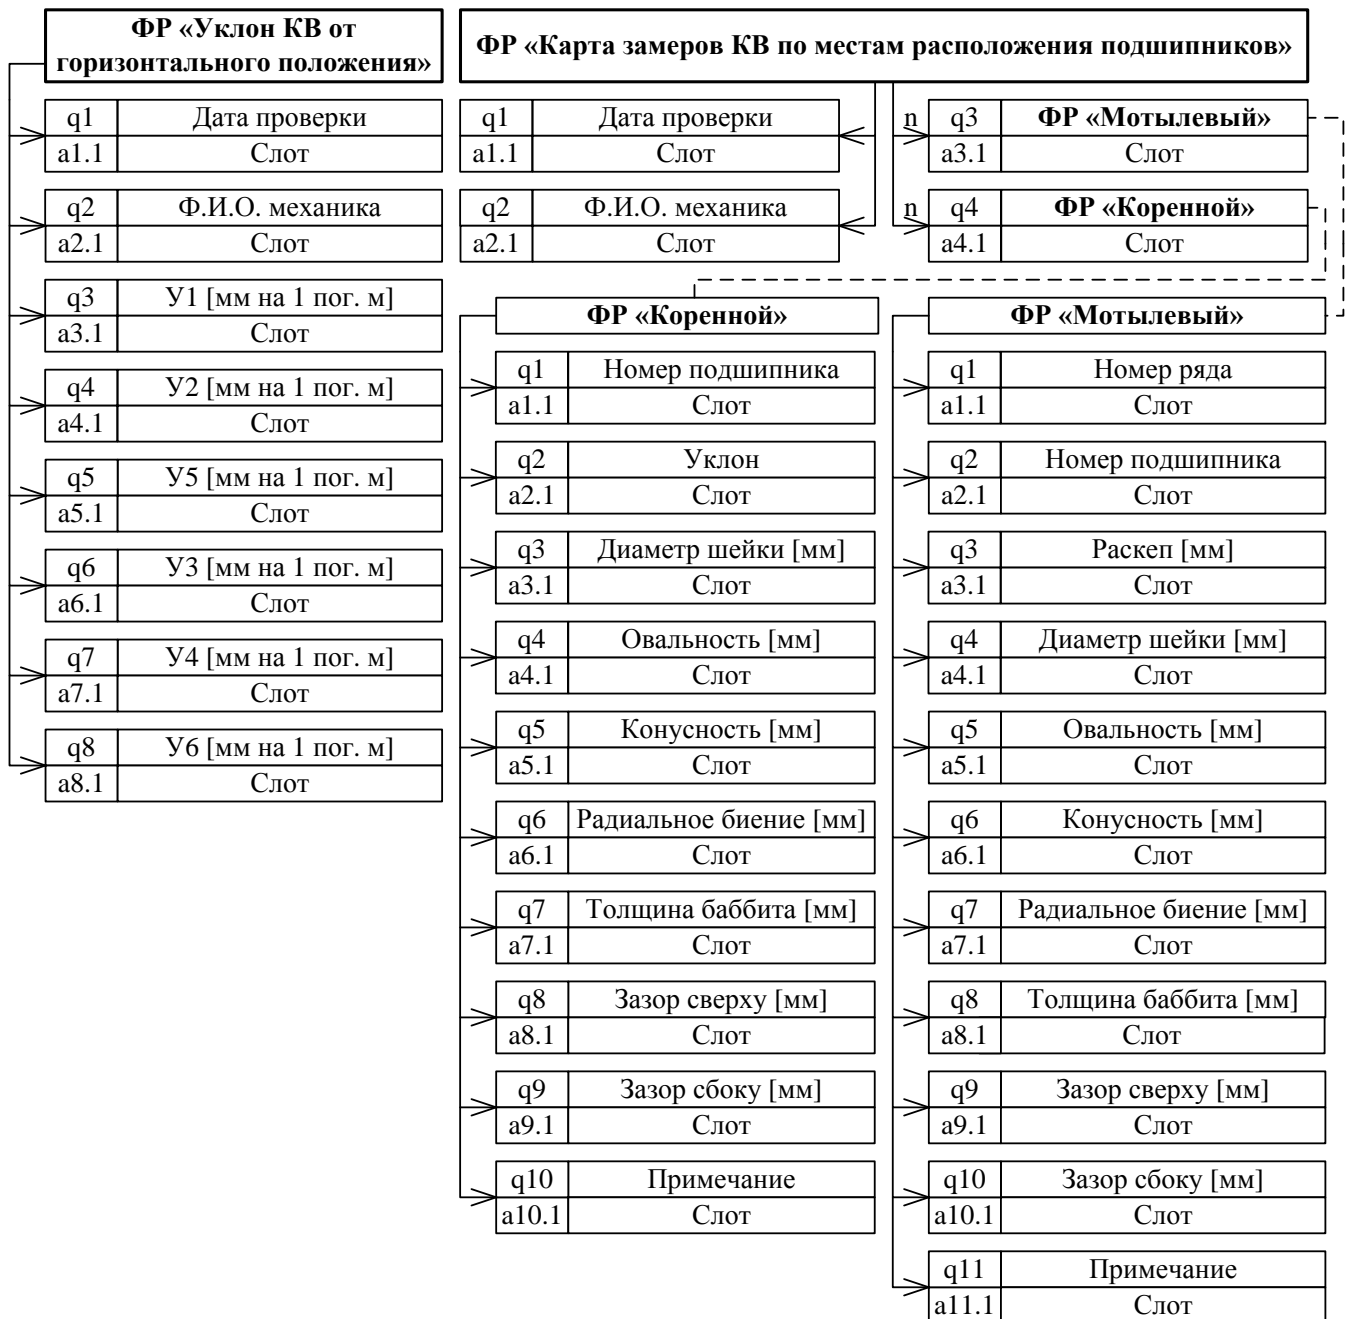 ФР «Уклон КВ от
горизонтального положения»
q1 Дата проверки
a1.1 Слот
q2 Ф.И.О. механика
a2.1 Слот
q3 У1 [мм на 1 пог. м]
a3.1 Слот
q4 У2 [мм на 1 пог. м]
a4.1 Слот
q5 У5 [мм на 1 пог. м]
a5.1 Слот
q6 У3 [мм на 1 пог. м]
a6.1 Слот
q7 У4 [мм на 1 пог. м]
a7.1 Слот
q8 У6 [мм на 1 пог. м]
a8.1 Слот
ФР «Карта замеров КВ по местам расположения подшипников»
q1 Дата проверки
a1.1 Слот
q2 Ф.И.О. механика
a2.1 Слот
n q3 ФР «Мотылевый»
a3.1 Слот
n q4 ФР «Коренной»
a4.1 Слот
ФР «Коренной»
q1 Номер подшипника
a1.1 Слот
q2 Уклон
a2.1 Слот
q3 Диаметр шейки [мм]
a3.1 Слот
q4 Овальность [мм]
a4.1 Слот
q5 Конусность [мм]
a5.1 Слот
q6 Радиальное биение [мм]
a6.1 Слот
q7 Толщина баббита [мм]
a7.1 Слот
q8 Зазор сверху [мм]
a8.1 Слот
q9 Зазор сбоку [мм]
a9.1 Слот
q10 Примечание
a10.1 Слот
ФР «Мотылевый»
q1 Номер ряда
a1.1 Слот
q2 Номер подшипника
a2.1 Слот
q3 Раскеп [мм]
a3.1 Слот
q4 Диаметр шейки [мм]
a4.1 Слот
q5 Овальность [мм]
a5.1 Слот
q6 Конусность [мм]
a6.1 Слот
q7 Радиальное биение [мм]
a7.1 Слот
q8 Толщина баббита [мм]
a8.1 Слот
q9 Зазор сверху [мм]
a9.1 Слот
q10 Зазор сбоку [мм]
a10.1 Слот
q11 Примечание
a11.1 Слот